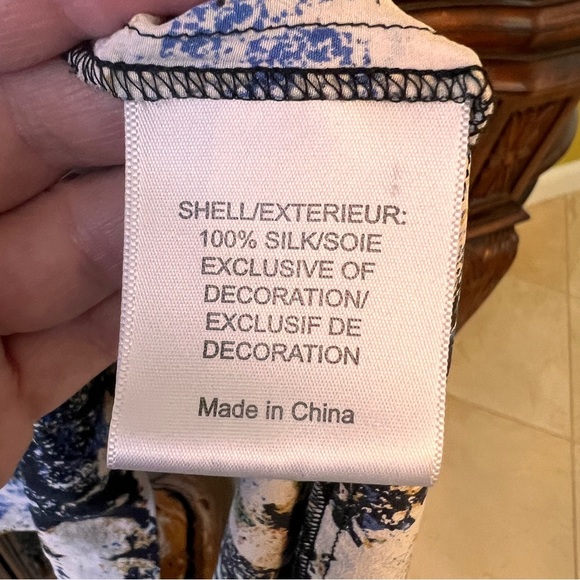 SHELL/EXTERIEUR:
100% SILK/SOIE
EXCLUSIVE OF
DECORATION/
EXCLUSIF DE
DECORATION
Made in China